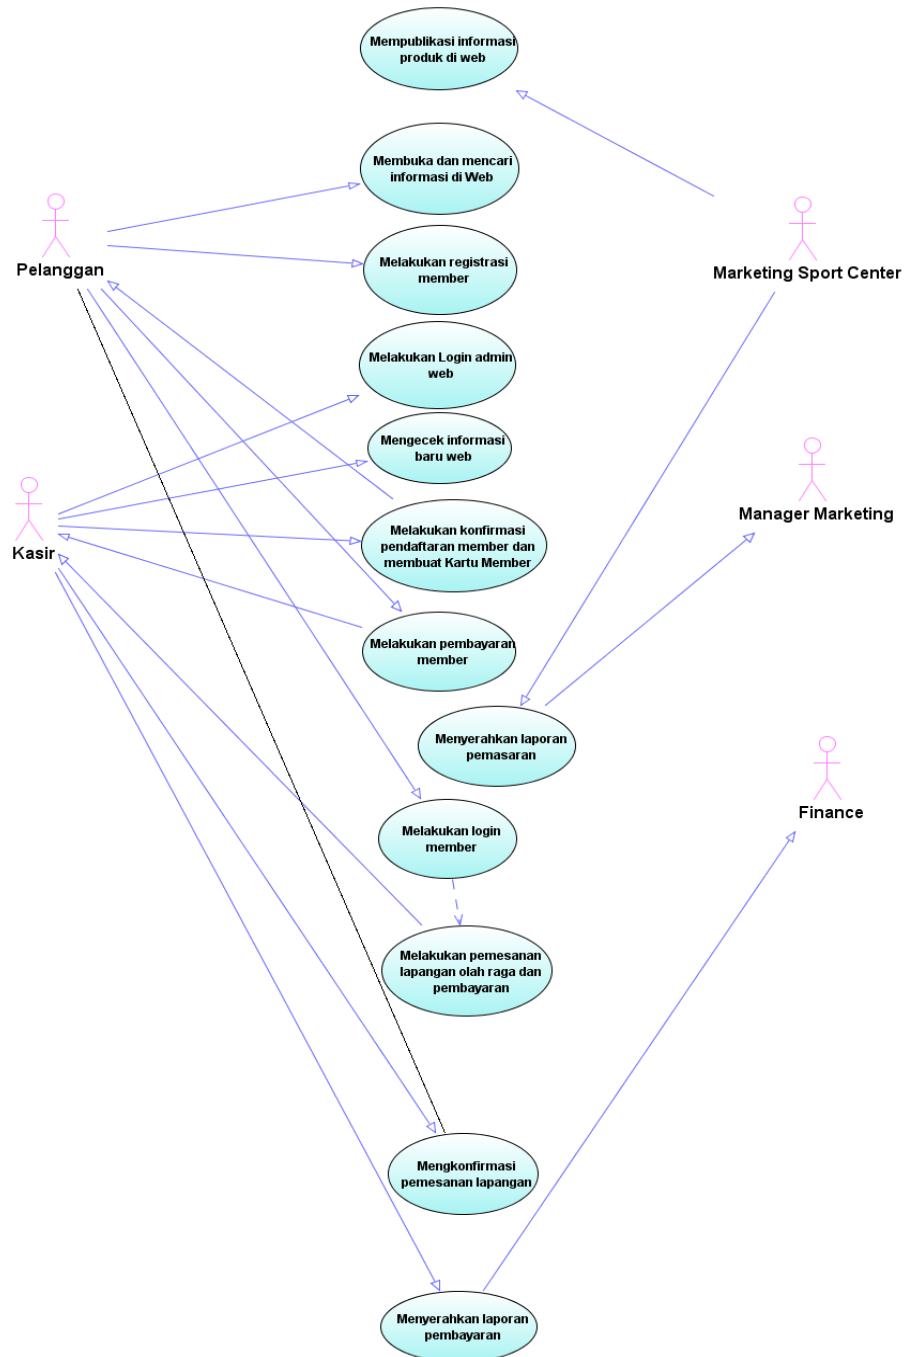 Mempublikasi informasi
produk di web
Membuka dan mencari
informasi di Web
Pelanggan
Melakukan registrasi
member
Marketing Sport Center
Melakukan Login admin
web
Mengecek informasi
baru web
Manager Marketing
Kasir
Melakukan konfirmasi
pendaftaran member dan
membuat Kartu Member
Melakukan pembayaran
member
Menyerahkan laporan
pemasaran
Finance
Melakukan login
member
Melakukan pemesanan
lapangan olah raga dan
pembayaran
Mengkonfirmasi
pemesanan lapangan
Menyerahkan laporan
pembayaran